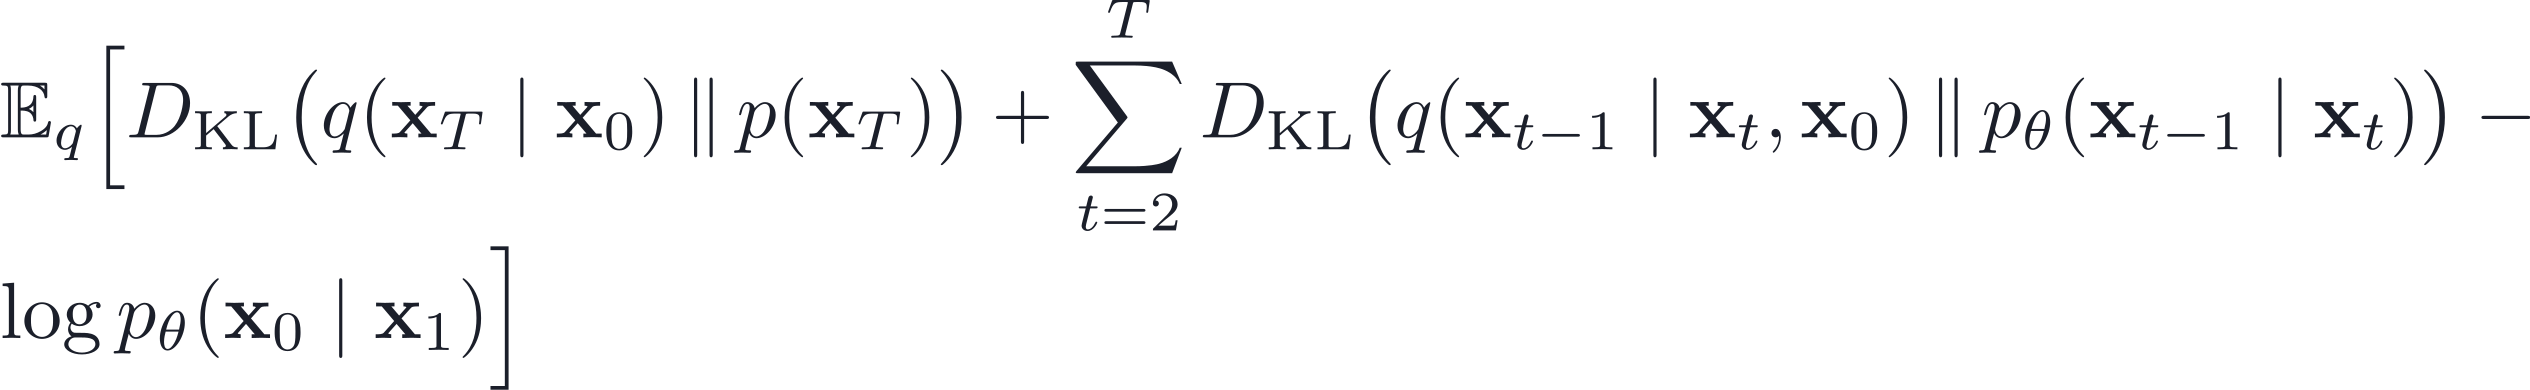 \mathbb{E}_q\Big[D_{\mathrm{KL}}\big(q(\mathbf{x}_T \mid \mathbf{x}_0) \,\|\, p(\mathbf{x}_T)\big) + \sum_{t=2}^{T} D_{\mathrm{KL}}\big(q(\mathbf{x}_{t-1} \mid \mathbf{x}_t, \mathbf{x}_0) \,\|\, p_\theta(\mathbf{x}_{t-1} \mid \mathbf{x}_t)\big) -
\log p_\theta(\mathbf{x}_0 \mid \mathbf{x}_1)\Big]